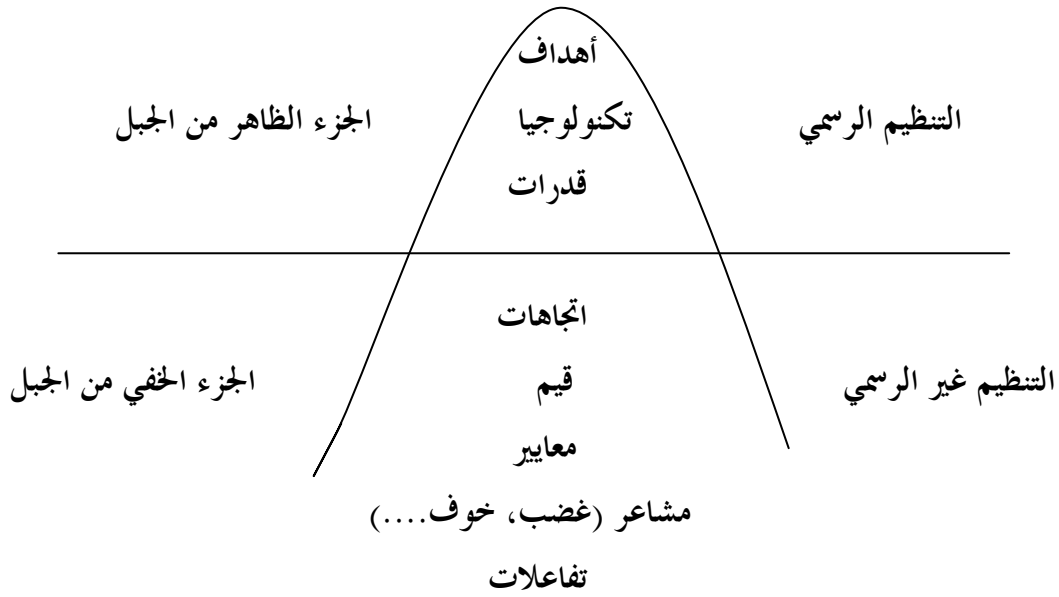 أهداف
التنظيم الرسمي تكنولوجيا الجزء الظاهر من الجبل
قدرات
اتجاهات
التنظيم غير الرسمي قيم الجزء الخفي من الجبل
معايير
مشاعر (غضب، خوف....)
تفاعلات